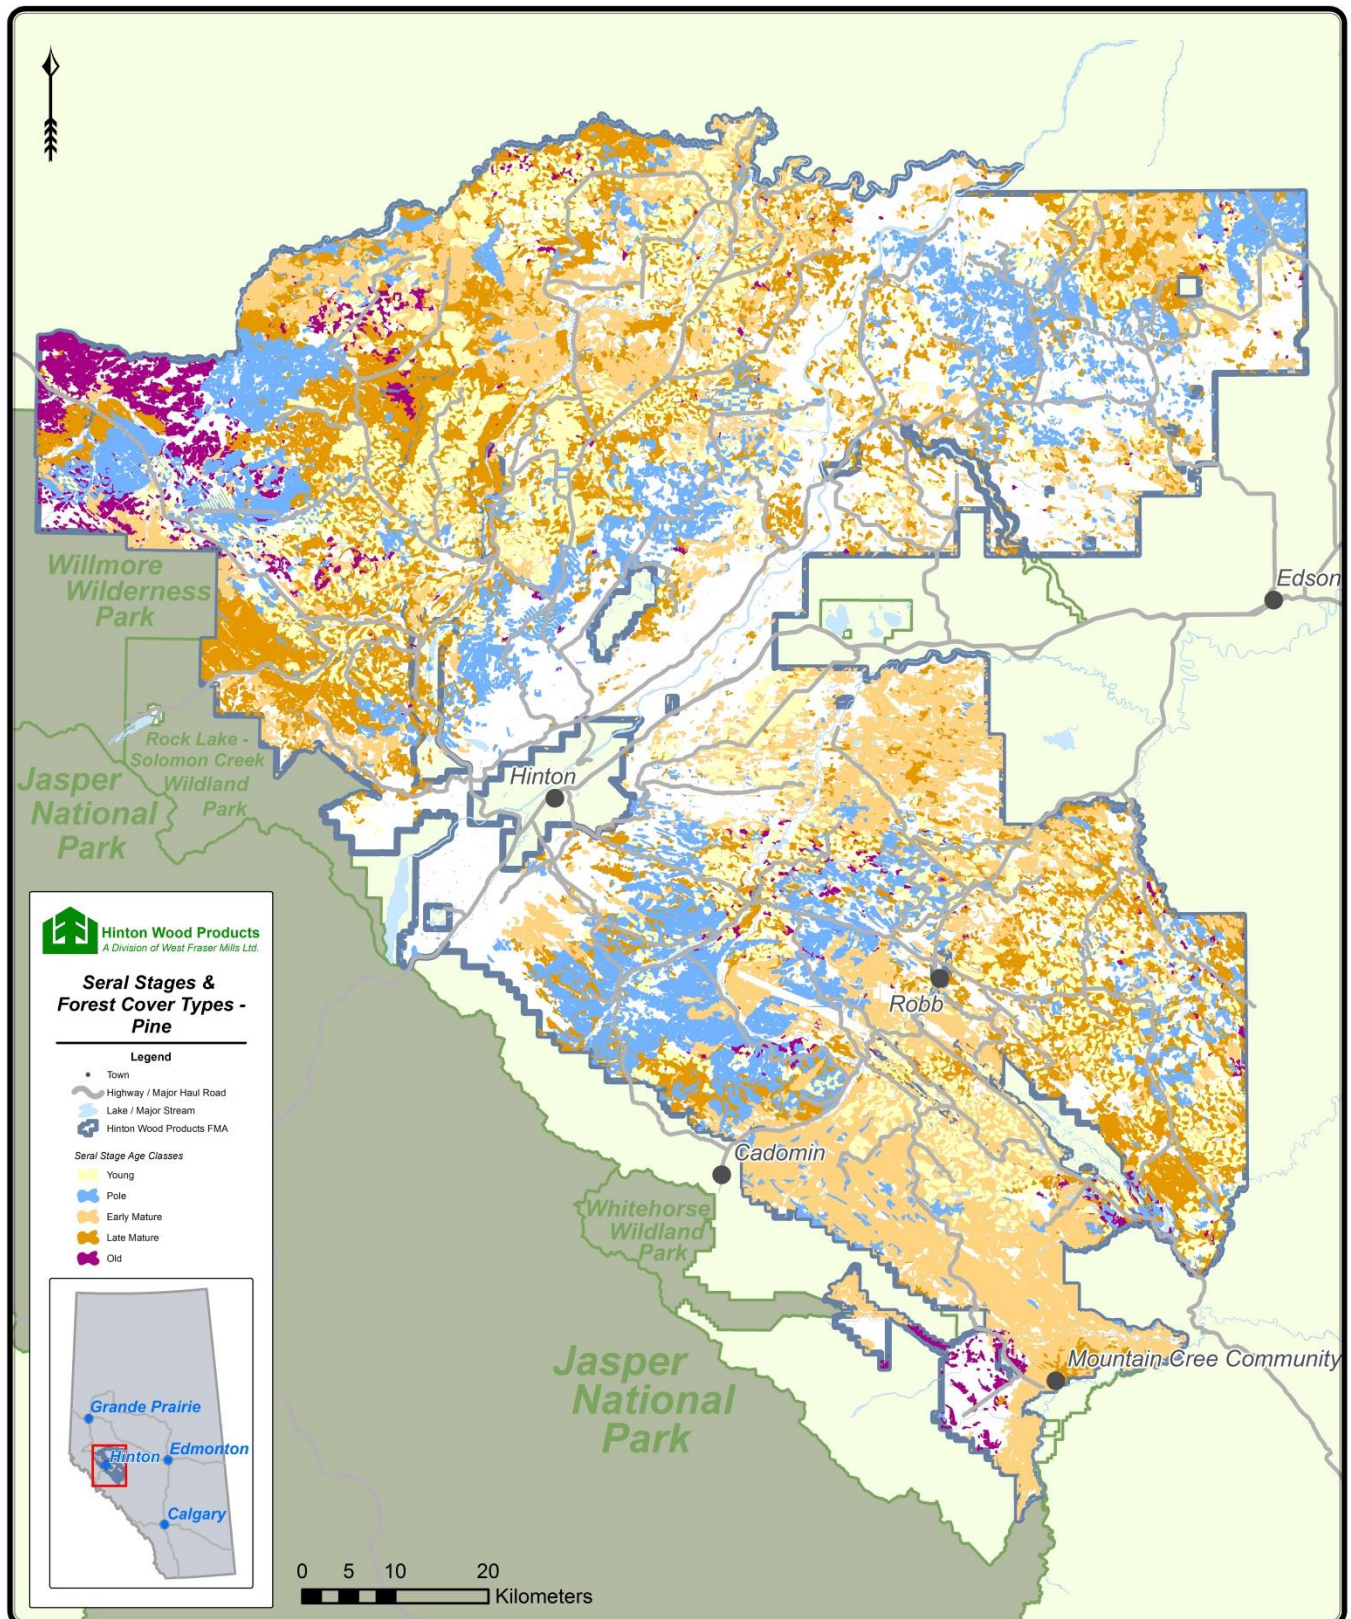 Edson
Willmore
Wilderness
Park
Rock Lake -
Solomon Creek
Wildland
Park
Jasper
National
Park
Hinton
Robb
Cadomin
Whitehorse
Wildland
Park
Mountain Cree Community
Jasper
National
Park
Hinton Wood Products
A Division of West Fraser Mills Ltd.
Seral Stages &
Forest Cover Types -
Pine
Legend
Town
Highway / Major Haul Road
Lake / Major Stream
Hinton Wood Products FMA
Seral Stage Age Classes
Young
Pole
Early Mature
Late Mature
Old
Grande Prairie
Hinton
Edmonton
Calgary
0 5 10 20
Kilometers